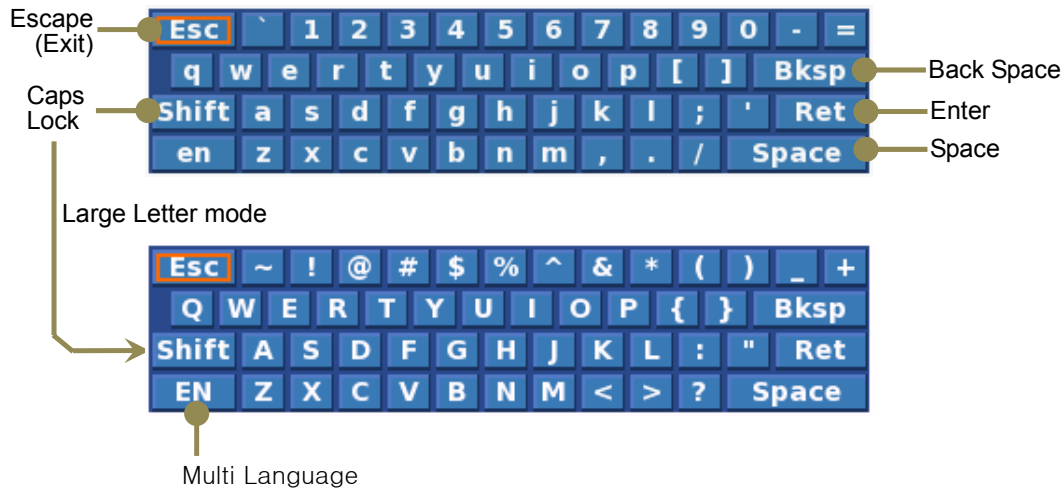 Escape
(Exit)
Esc ` 1 2 3 4 5 6 7 8 9 0 - =
q w e r t y u i o p [ ] Bksp
Back Space
Caps
Lock
Shift a s d f g h j k l ; ' Ret
Enter
en z x c v b n m , . / Space
Space
Large Letter mode
Esc ~ ! @ # $ % ^ & * ( ) _ +
Q W E R T Y U I O P { } Bksp
Shift A S D F G H J K L : " Ret
EN Z X C V B N M < > ? Space
Multi Language